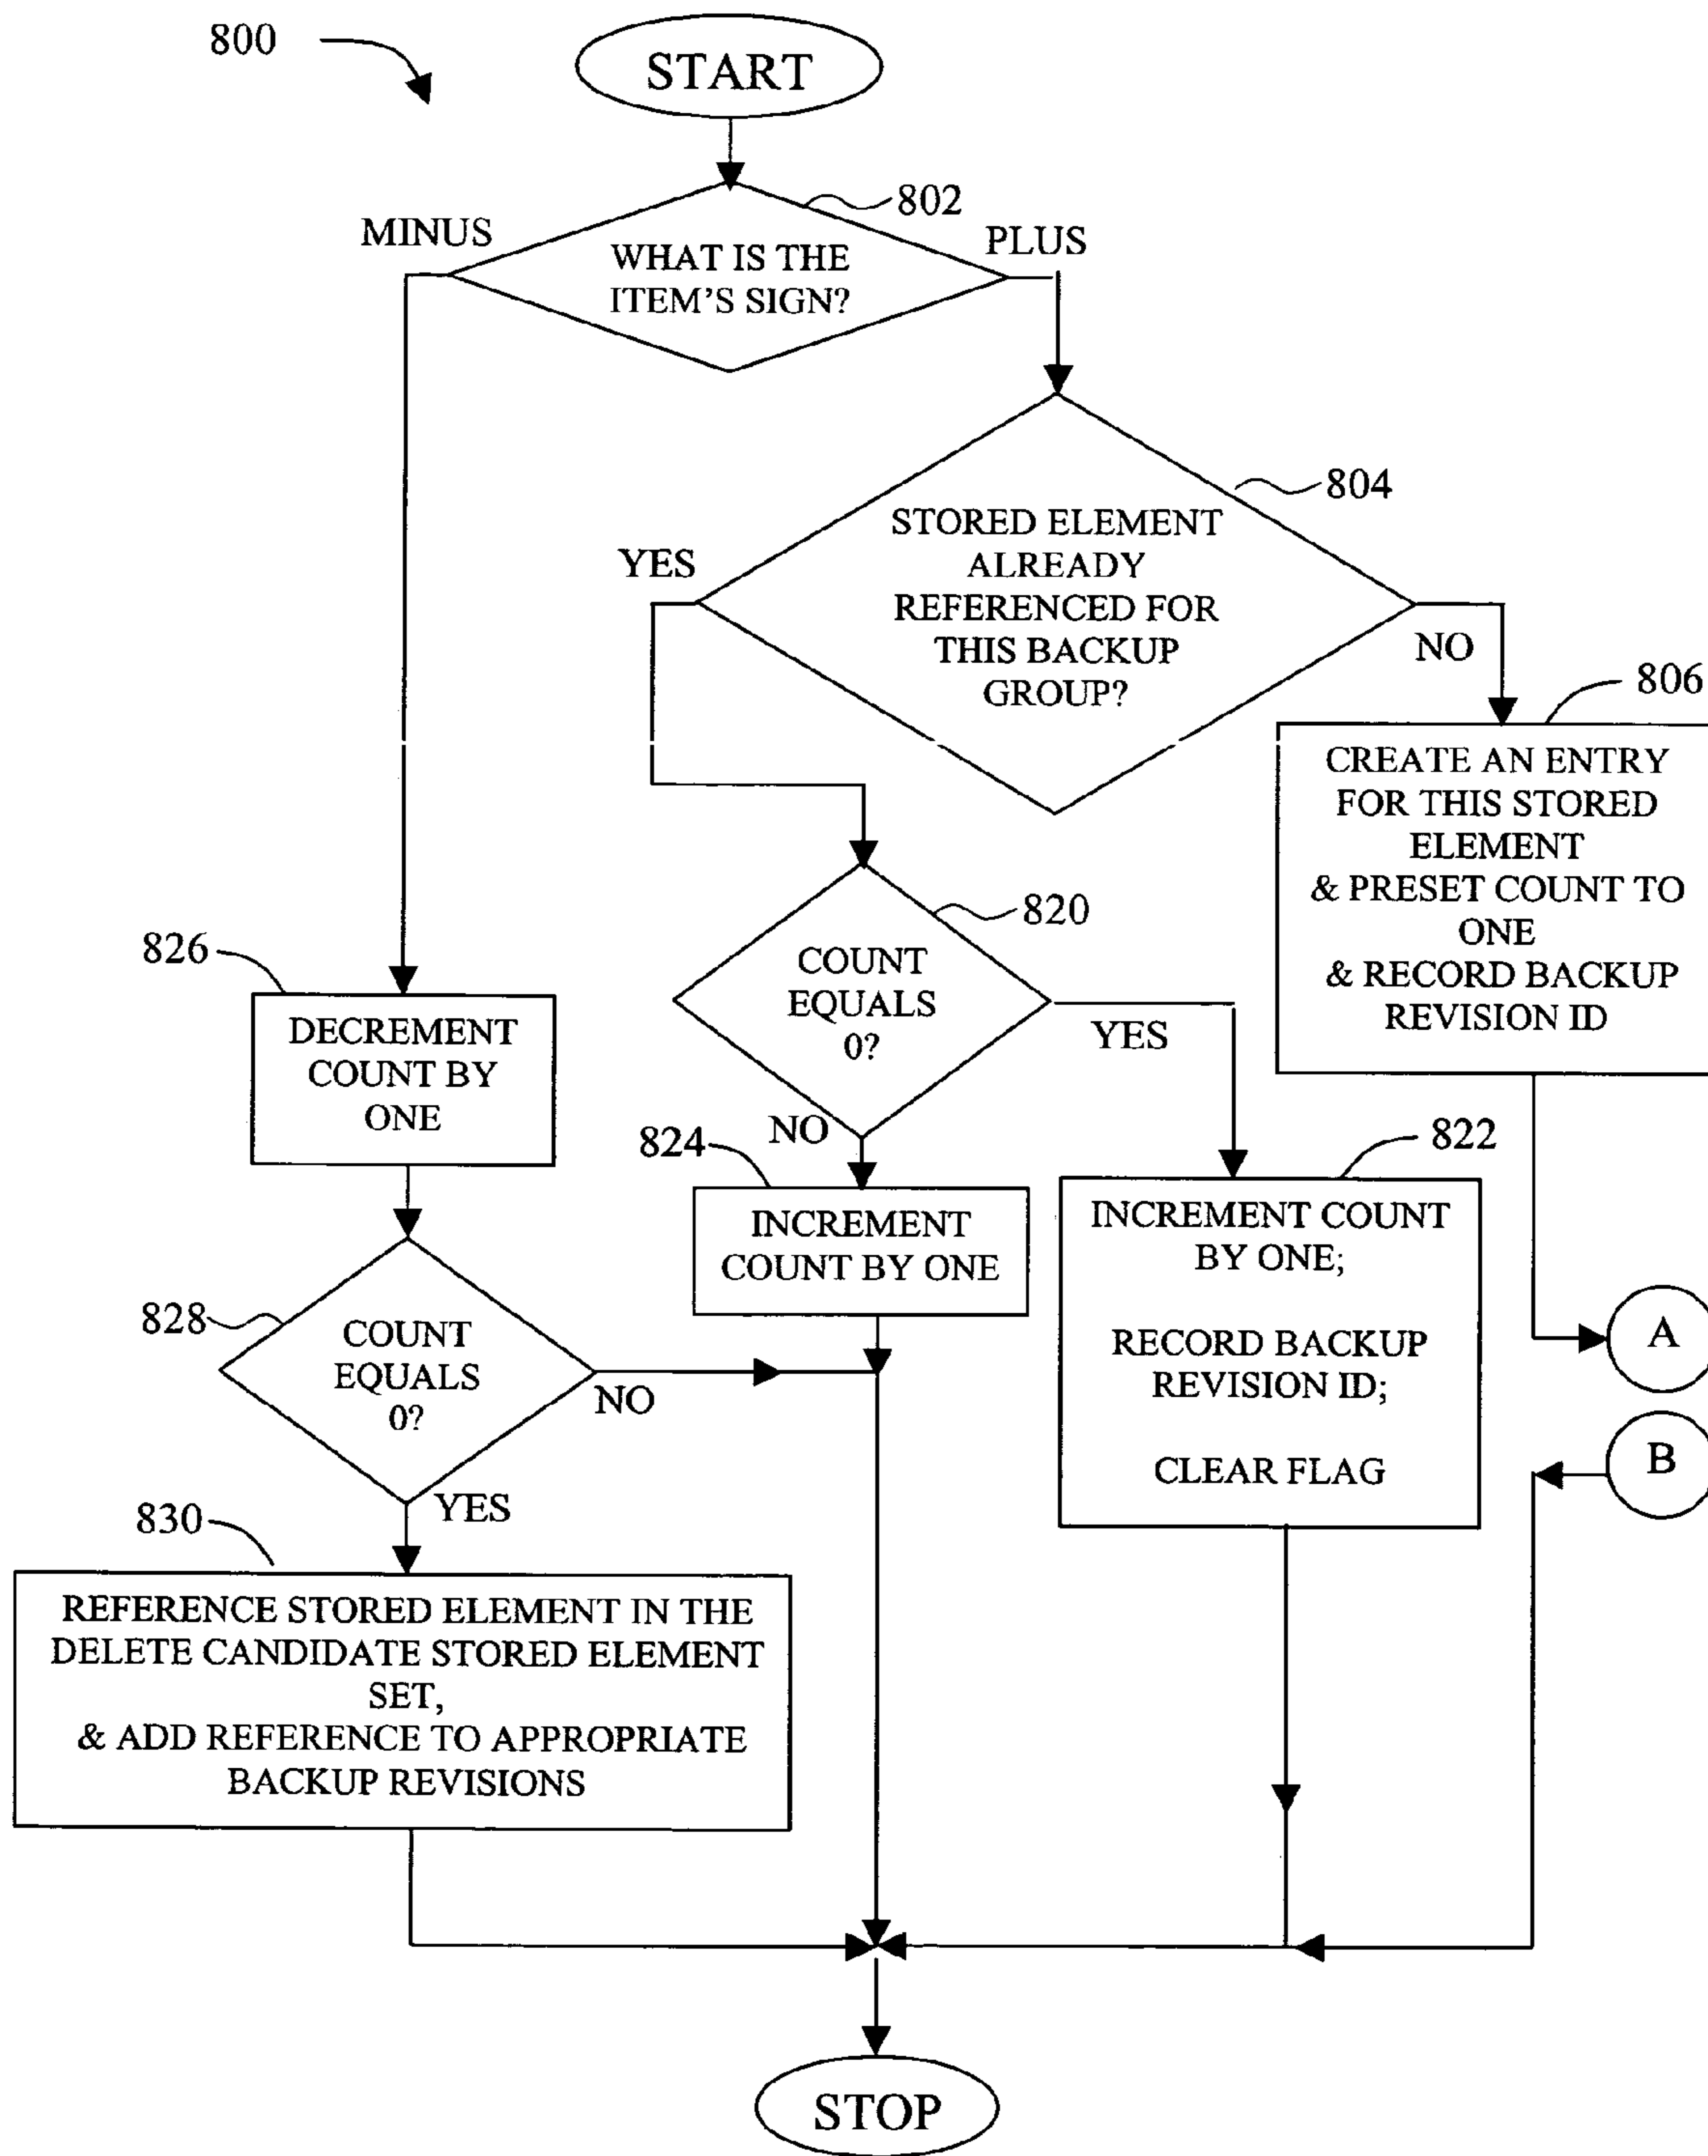 800
START
802
MINUS
PLUS
WHAT IS THE
ITEM'S SIGN?
804
STORED ELEMENT
ALREADY
REFERENCED FOR
THIS BACKUP
GROUP?
YES
NO
806
CREATE AN ENTRY
FOR THIS STORED
ELEMENT
& PRESET COUNT TO
ONE
& RECORD BACKUP
REVISION ID
820
COUNT
EQUALS
0?
YES
NO
826
DECREMENT
COUNT BY
ONE
824
INCREMENT
COUNT BY ONE
822
INCREMENT COUNT
BY ONE;
RECORD BACKUP
REVISION ID;
CLEAR FLAG
A
B
828
COUNT
EQUALS
0?
NO
YES
830
REFERENCE STORED ELEMENT IN THE
DELETE CANDIDATE STORED ELEMENT
SET,
& ADD REFERENCE TO APPROPRIATE
BACKUP REVISIONS
STOP